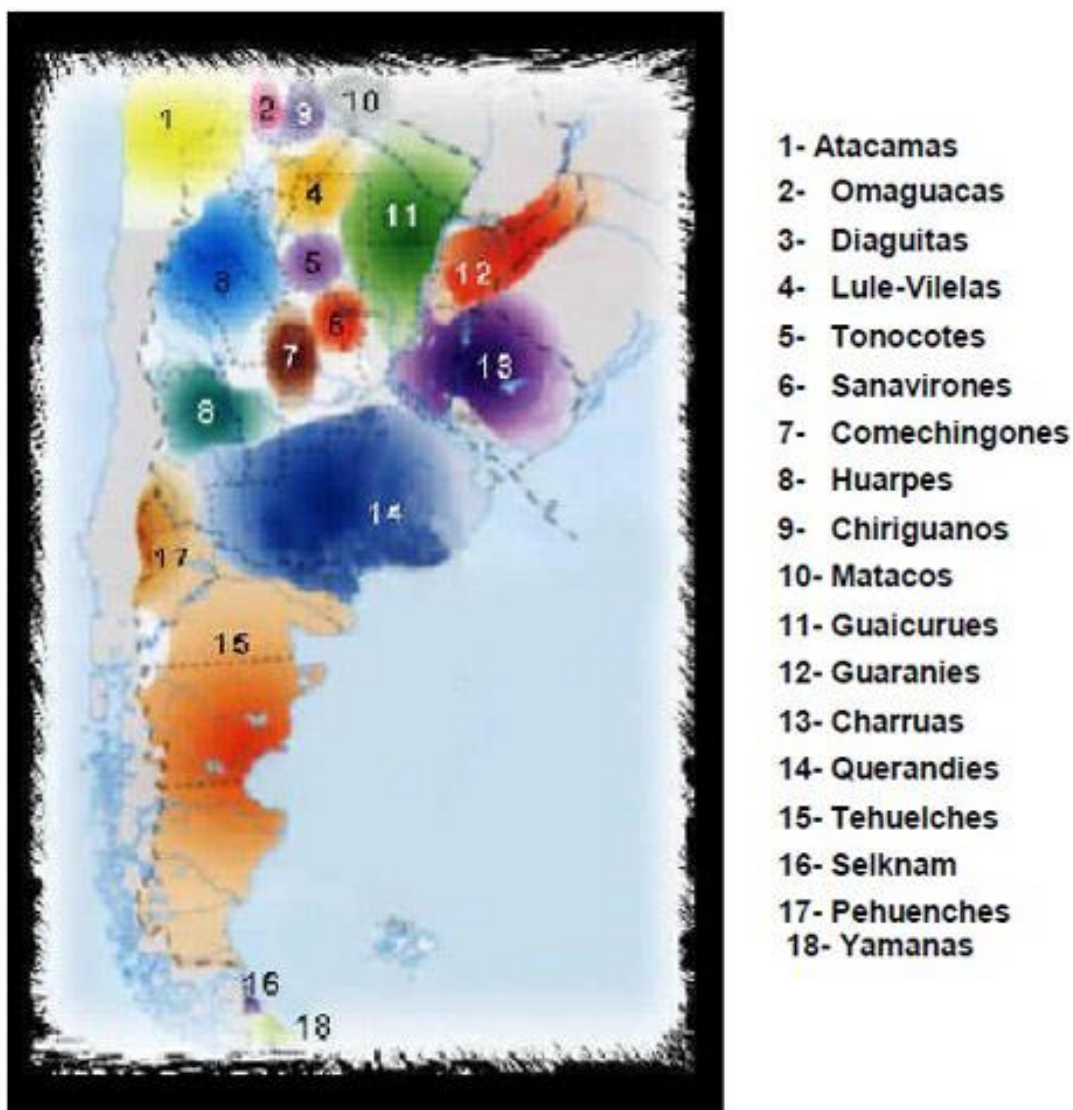 1
2
9
10
4
11
3
5
12
6
7
13
8
14
17
15
16
18
1- Atacamas
2- Omaguacas
3- Diaguitas
4- Lule-Vilelas
5- Tonocotes
6- Sanavirones
7- Comechingones
8- Huarpes
9- Chiriguanos
10- Matacos
11- Guaicurues
12- Guaranies
13- Charruas
14- Querandies
15- Tehuelches
16- Selknam
17- Pehuenches
18- Yamanas